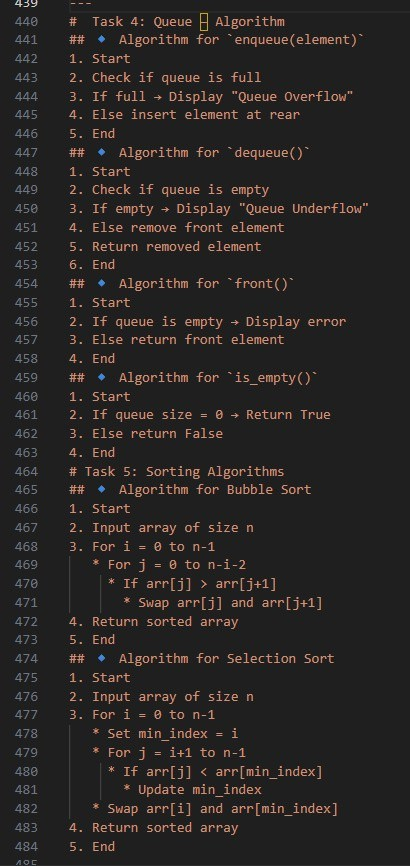 439 ---
440 #  Task 4: Queue – Algorithm
441 ## 🔹 Algorithm for `enqueue(element)`
442 1. Start
443 2. Check if queue is full
444 3. If full → Display "Queue Overflow"
445 4. Else insert element at rear
446 5. End
447 ## 🔹 Algorithm for `dequeue()`
448 1. Start
449 2. Check if queue is empty
450 3. If empty → Display "Queue Underflow"
451 4. Else remove front element
452 5. Return removed element
453 6. End
454 ## 🔹 Algorithm for `front()`
455 1. Start
456 2. If queue is empty → Display error
457 3. Else return front element
458 4. End
459 ## 🔹 Algorithm for `is_empty()`
460 1. Start
461 2. If queue size = 0 → Return True
462 3. Else return False
463 4. End
464 # Task 5: Sorting Algorithms
465 ## 🔹 Algorithm for Bubble Sort
466 1. Start
467 2. Input array of size n
468 3. For i = 0 to n-1
469    * For j = 0 to n-i-2
470      * If arr[j] > arr[j+1]
471        * Swap arr[j] and arr[j+1]
472 4. Return sorted array
473 5. End
474 ## 🔹 Algorithm for Selection Sort
475 1. Start
476 2. Input array of size n
477 3. For i = 0 to n-1
478    * Set min_index = i
479    * For j = i+1 to n-1
480      * If arr[j] < arr[min_index]
481        * Update min_index
482    * Swap arr[i] and arr[min_index]
483 4. Return sorted array
484 5. End
485